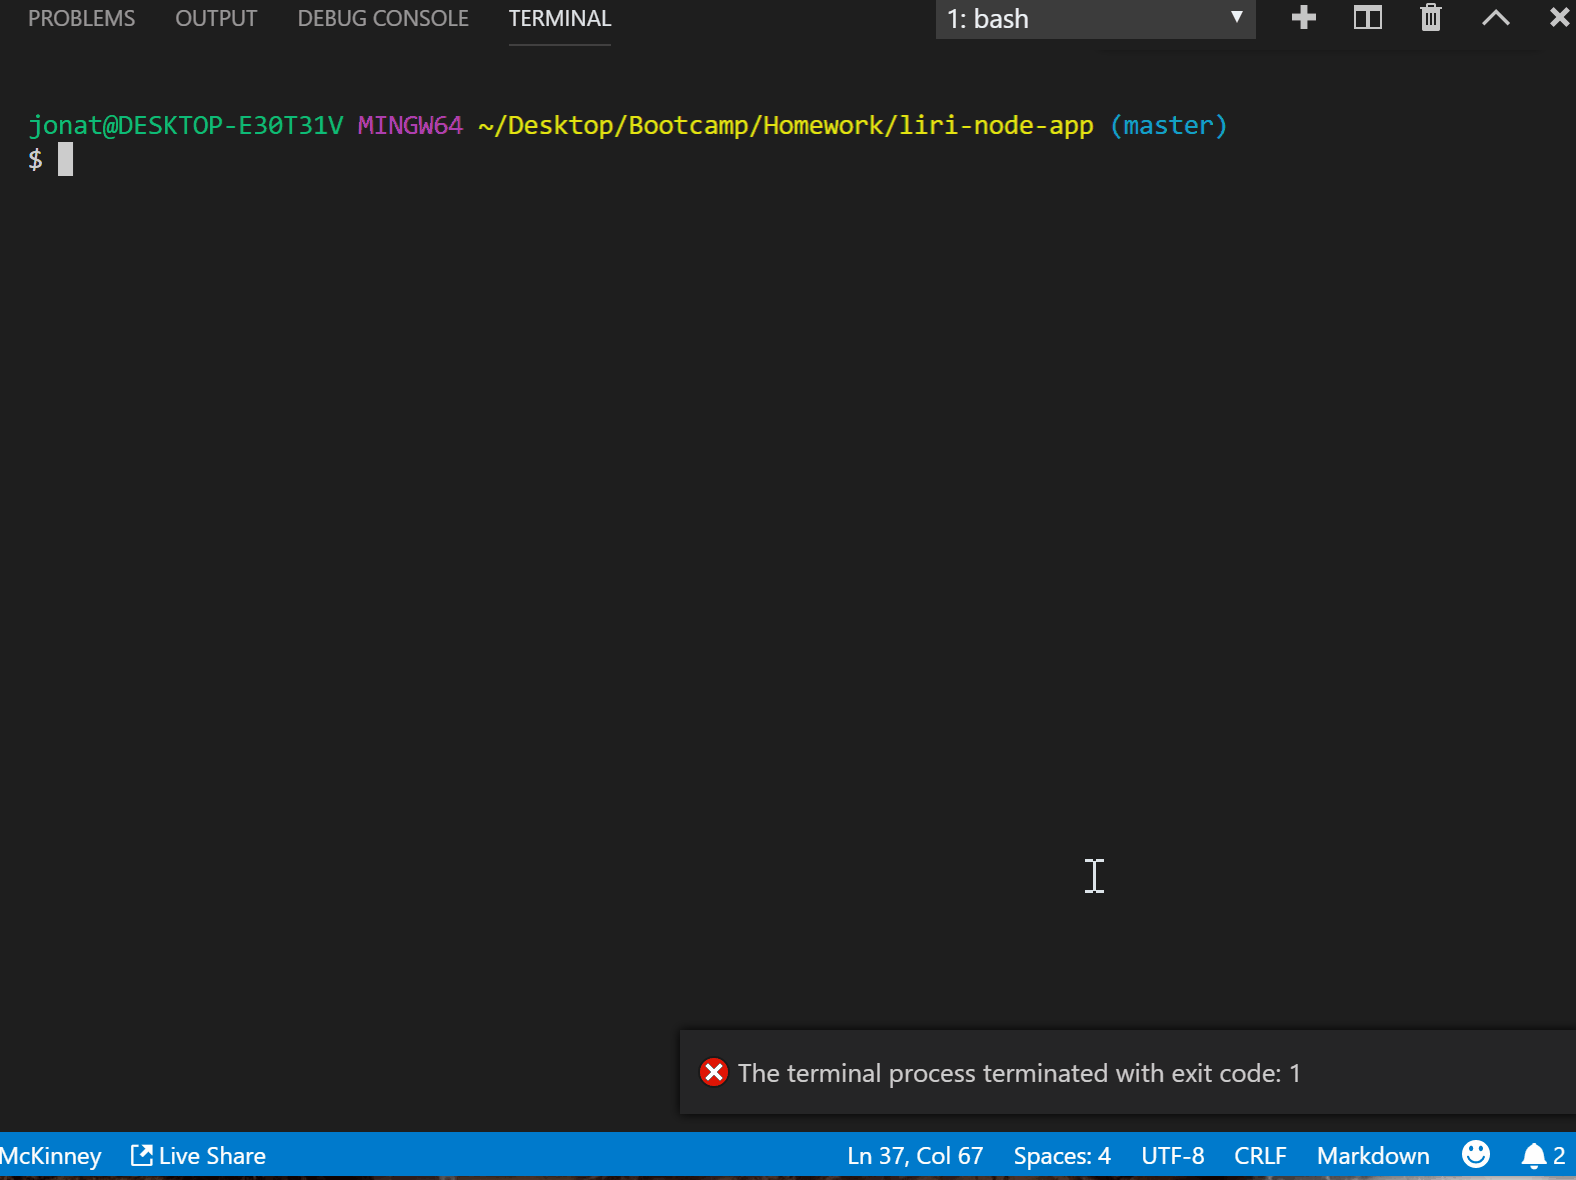 PROBLEMS OUTPUT DEBUG CONSOLE TERMINAL 1: bash
jonat@DESKTOP-E30T31V MINGW64 ~/Desktop/Bootcamp/Homework/liri-node-app (master)
$
The terminal process terminated with exit code: 1
McKinney Live Share Ln 37, Col 67 Spaces: 4 UTF-8 CRLF Markdown 2